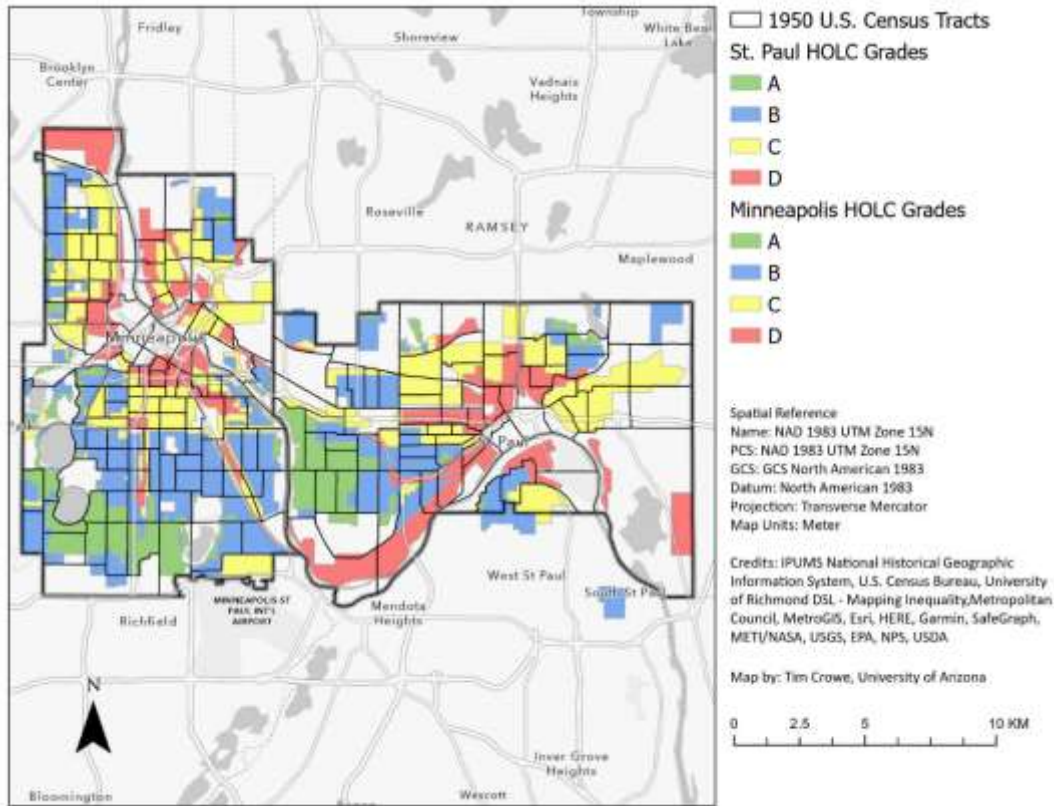 Fridley
Shoreview
Township
White Bear
Lake
Brooklyn
Center
Vadnais
Heights
Roseville
RAMSEY
Maplewood
Minneapolis
Paul
West St Paul
South St Paul
MINNEAPOLIS ST
PAUL INT'L
AIRPORT
Richfield
Mendota
Heights
N
Inver Grove
Heights
Bloomington
Wescott
1950 U.S. Census Tracts
St. Paul HOLC Grades
A
B
C
D
Minneapolis HOLC Grades
A
B
C
D
Spatial Reference
Name: NAD 1983 UTM Zone 15N
PCS: NAD 1983 UTM Zone 15N
GCS: GCS North American 1983
Datum: North American 1983
Projection: Transverse Mercator
Map Units: Meter
Credits: IPUMS National Historical Geographic
Information System, U.S. Census Bureau, University
of Richmond DSL - Mapping Inequality,Metropolitan
Council, MetroGIS, Esri, HERE, Garmin, SafeGraph,
METI/NASA, USGS, EPA, NPS, USDA
Map by: Tim Crowe, University of Arizona
0 2.5 5 10 KM